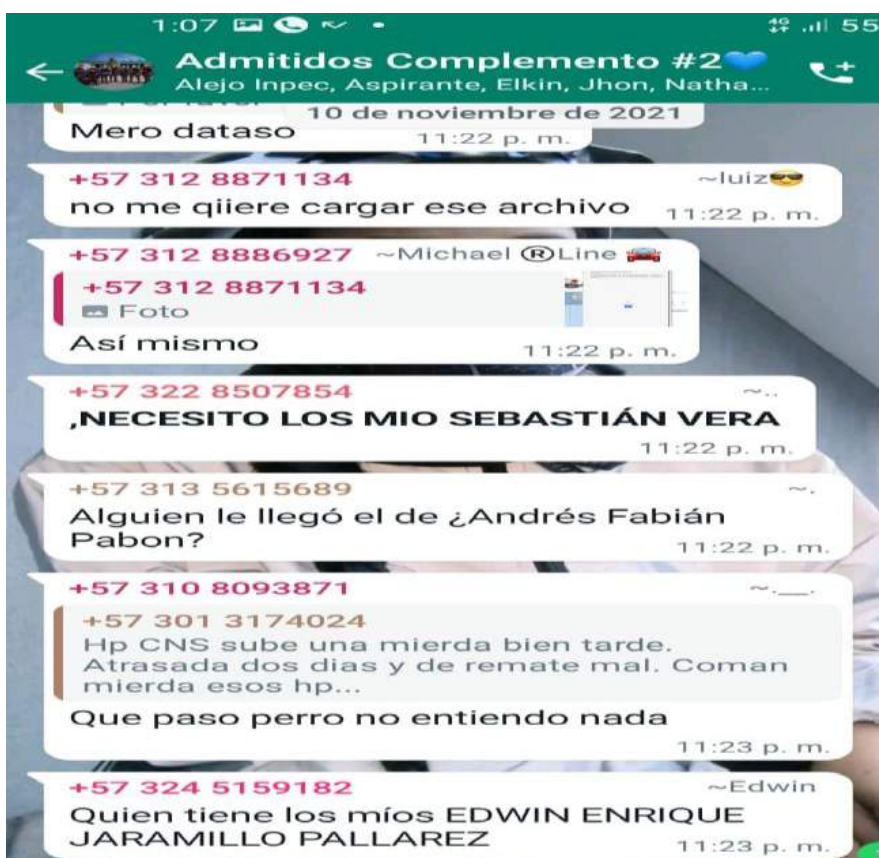 1:07 55
Admitidos Complemento #2💙
Alejo Inpec, Aspirante, Elkin, Jhon, Natha...
10 de noviembre de 2021
Mero dataso
11:22 p. m.
+57 312 8871134 ~luiz😎
no me qiiere cargar ese archivo 11:22 p. m.
+57 312 8886927 ~Michael ®Line 🚘
+57 312 8871134
Foto
Así mismo
11:22 p. m.
+57 322 8507854 ~..
,NECESITO LOS MIO SEBASTIÁN VERA
11:22 p. m.
+57 313 5615689 ~.
Alguien le llegó el de ¿Andrés Fabián
Pabon? 11:22 p. m.
+57 310 8093871 ~.__.
+57 301 3174024
Hp CNS sube una mierda bien tarde.
Atrasada dos dias y de remate mal. Coman
mierda esos hp...
Que paso perro no entiendo nada
11:23 p. m.
+57 324 5159182 ~Edwin
Quien tiene los míos EDWIN ENRIQUE
JARAMILLO PALLAREZ 11:23 p. m.